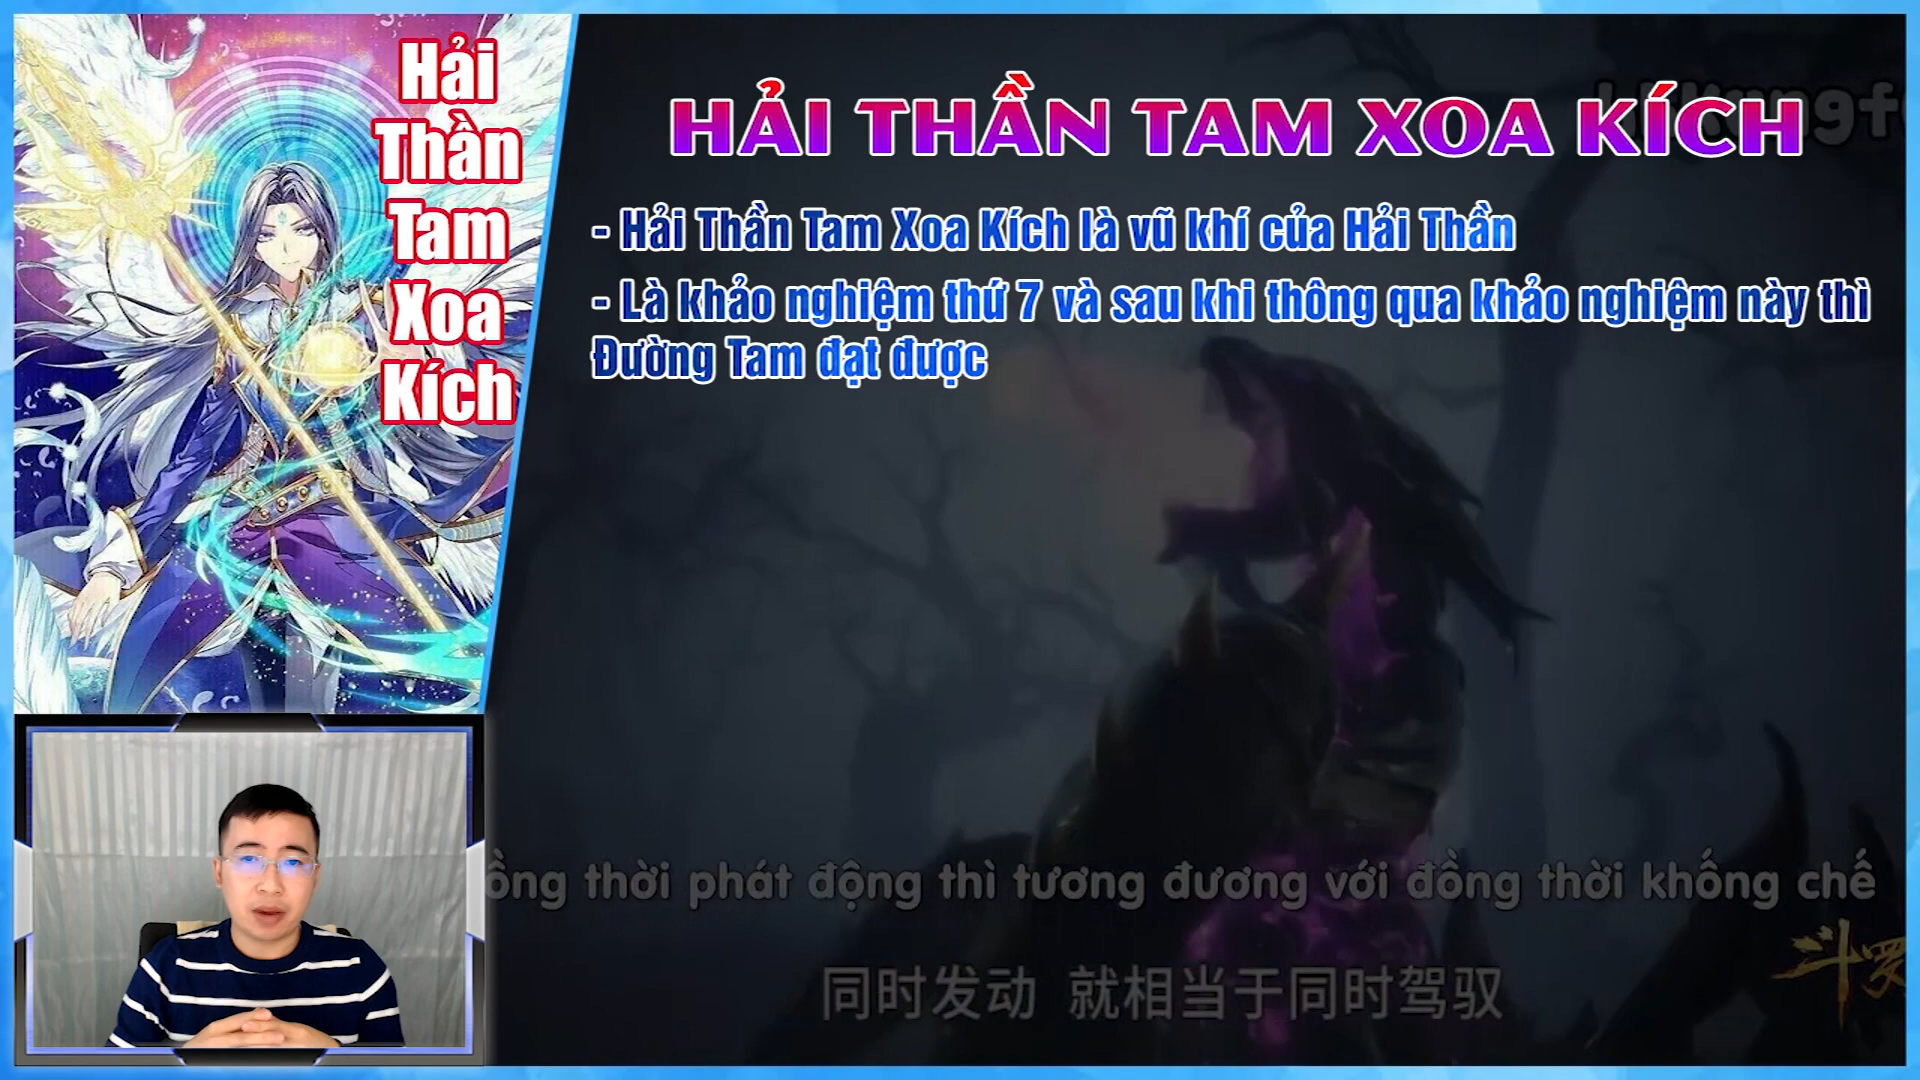 Hải
Thần
Tam
Xoa
Kích
HẢI THẦN TAM XOA KÍCH
- Hải Thần Tam Xoa Kích là vũ khí của Hải Thần
- Là khảo nghiệm thứ 7 và sau khi thông qua khảo nghiệm này thì
Đường Tam đạt được
ồng thời phát động thì tương đương với đồng thời khống chế
同时发动 就相当于同时驾驭
斗罗